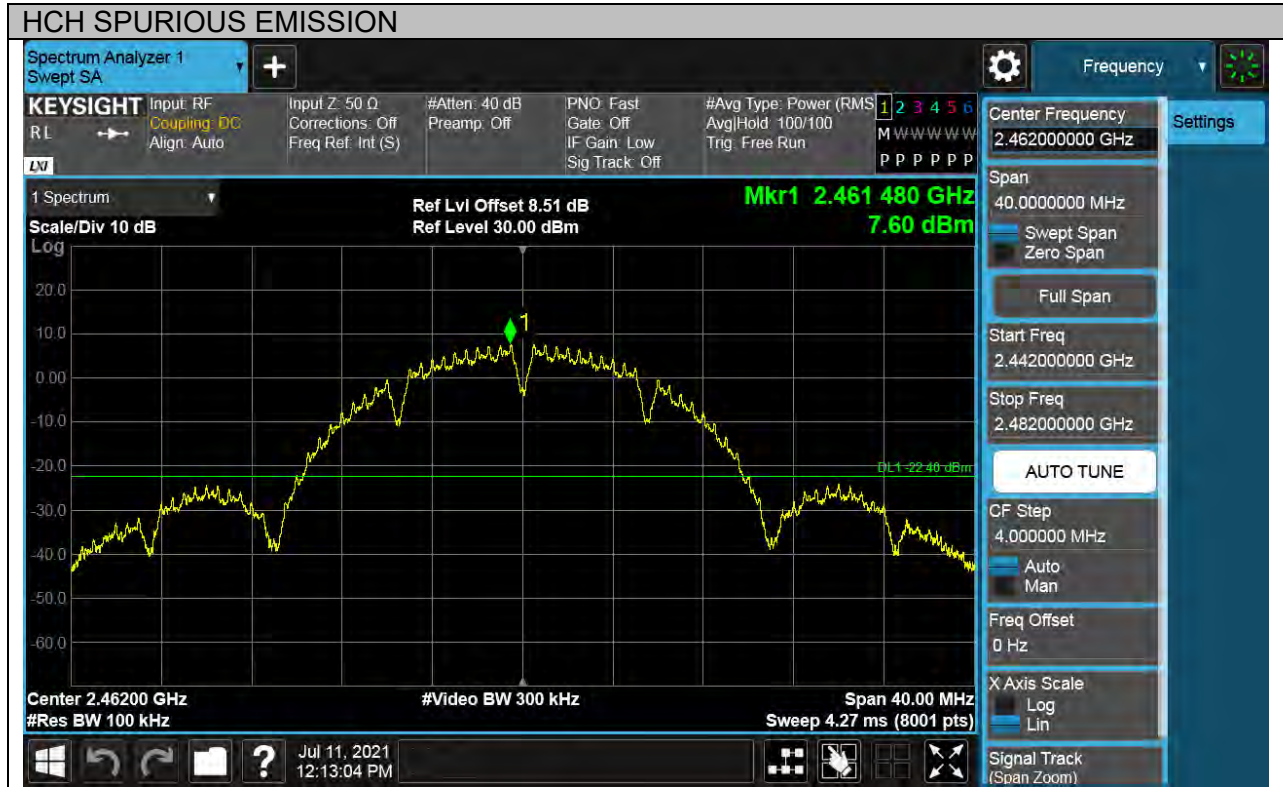 HCH SPURIOUS EMISSION
Spectrum Analyzer 1
Swept SA
Frequency
KEYSIGHT
RL
LXI
Input: RF
Coupling: DC
Align: Auto
Input Z: 50 Ω
Corrections: Off
Freq Ref: Int (S)
#Atten: 40 dB
Preamp: Off
PNO: Fast
Gate: Off
IF Gain: Low
Sig Track: Off
#Avg Type: Power (RMS
Avg|Hold: 100/100
Trig: Free Run
1 2 3 4 5 6
M W W W W W
P P P P P P
1 Spectrum
Scale/Div 10 dB
Ref Lvl Offset 8.51 dB
Ref Level 30.00 dBm
Mkr1 2.461 480 GHz
7.60 dBm
Log
20.0
10.0
0.00
-10.0
-20.0
-30.0
-40.0
-50.0
-60.0
1
DL1 -22.40 dBm
Center 2.46200 GHz
#Res BW 100 kHz
#Video BW 300 kHz
Span 40.00 MHz
Sweep 4.27 ms (8001 pts)
Jul 11, 2021
12:13:04 PM
Center Frequency
2.462000000 GHz
Settings
Span
40.0000000 MHz
Swept Span
Zero Span
Full Span
Start Freq
2.442000000 GHz
Stop Freq
2.482000000 GHz
AUTO TUNE
CF Step
4.000000 MHz
Auto
Man
Freq Offset
0 Hz
X Axis Scale
Log
Lin
Signal Track
(Span Zoom)